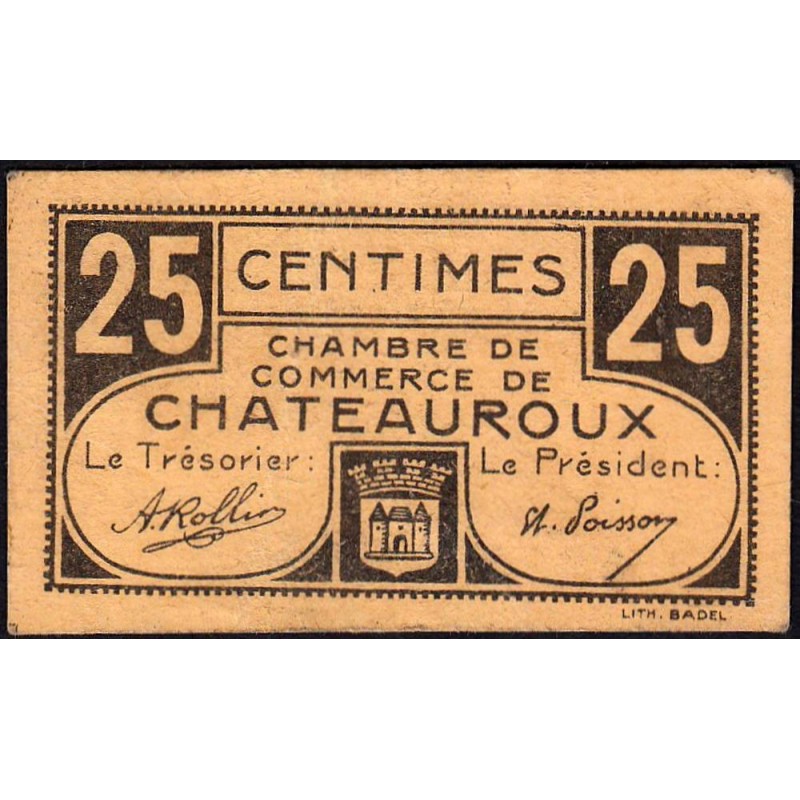 25 CENTIMES 25
CHAMBRE DE
COMMERCE DE
CHATEAUROUX
Le Trésorier: Le Président:
A. Rollin H. Poisson
LITH. BADEL